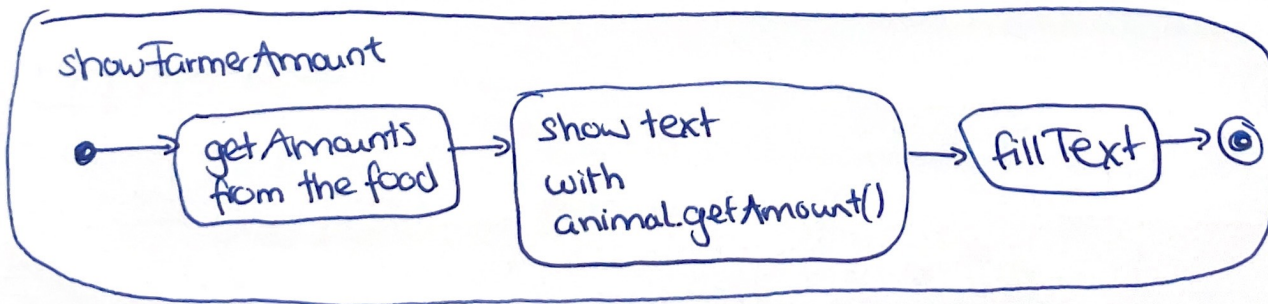 showFarmerAmount
getAmounts
from the food
show text
with
animal.getAmount()
fillText